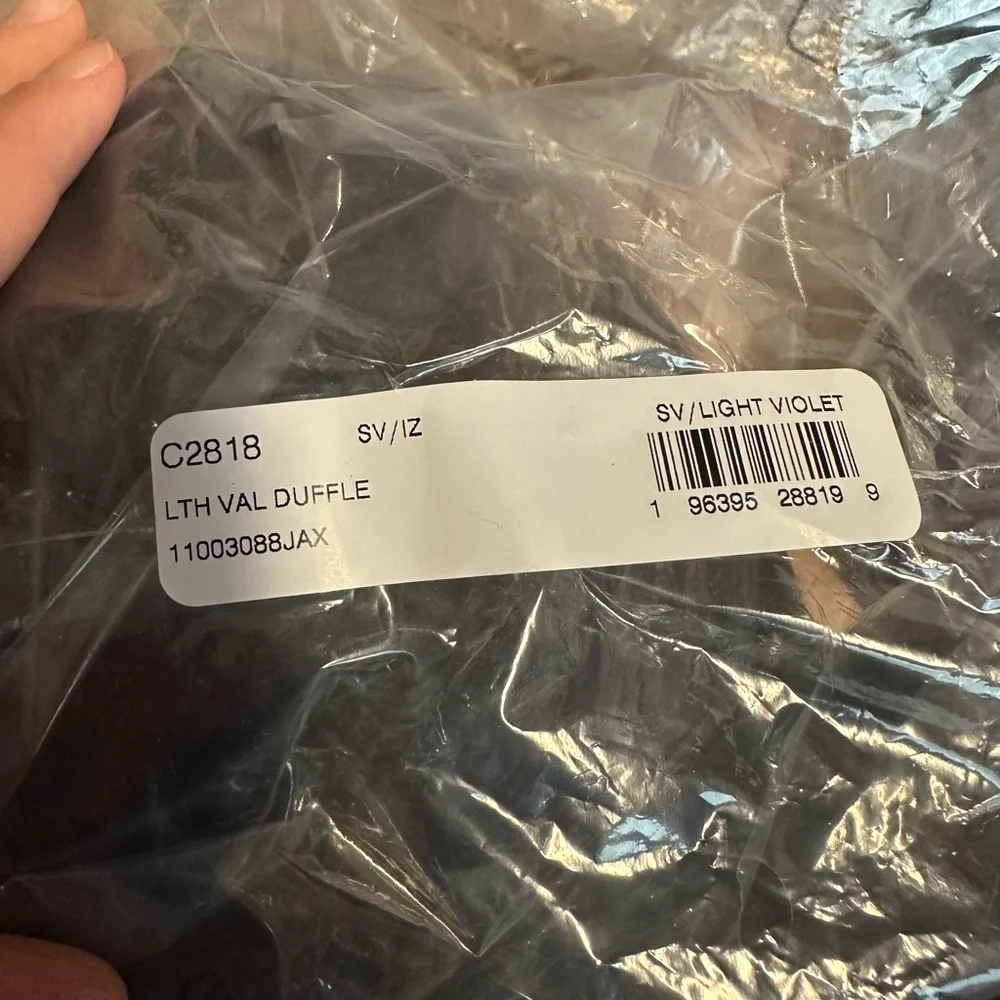 C2818 SV/IZ
LTH VAL DUFFLE
11003088JAX
SV/LIGHT VIOLET
1 96395 28819 9